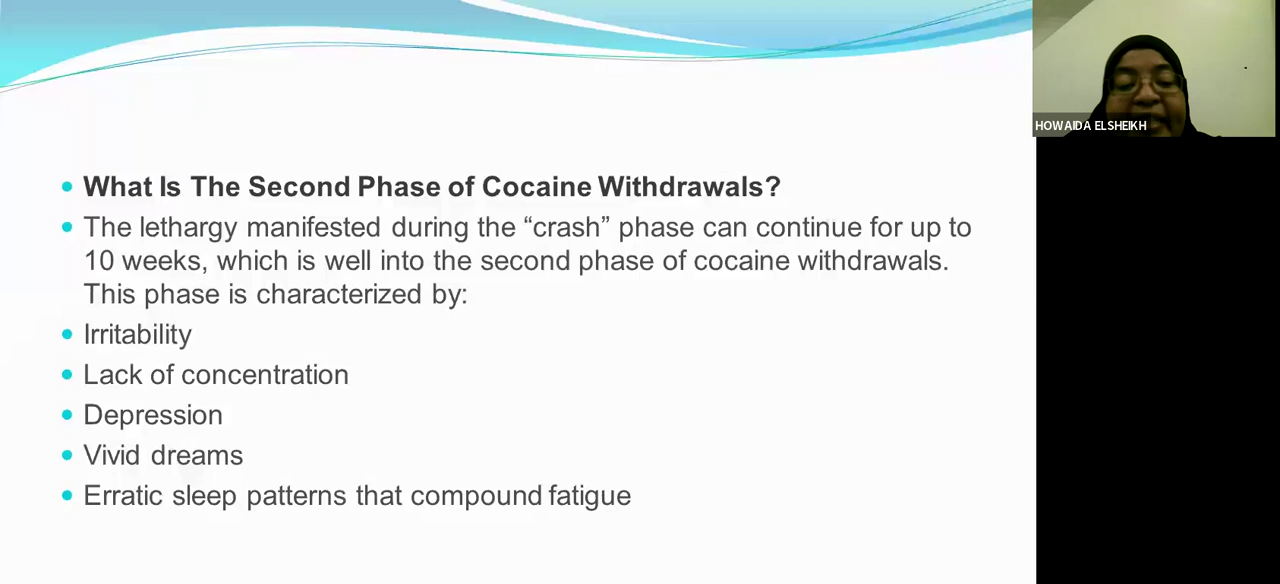 What Is The Second Phase of Cocaine Withdrawals?
The lethargy manifested during the “crash” phase can continue for up to
10 weeks, which is well into the second phase of cocaine withdrawals.
This phase is characterized by:
Irritability
Lack of concentration
Depression
Vivid dreams
Erratic sleep patterns that compound fatigue
HOWAIDA ELSHEIKH